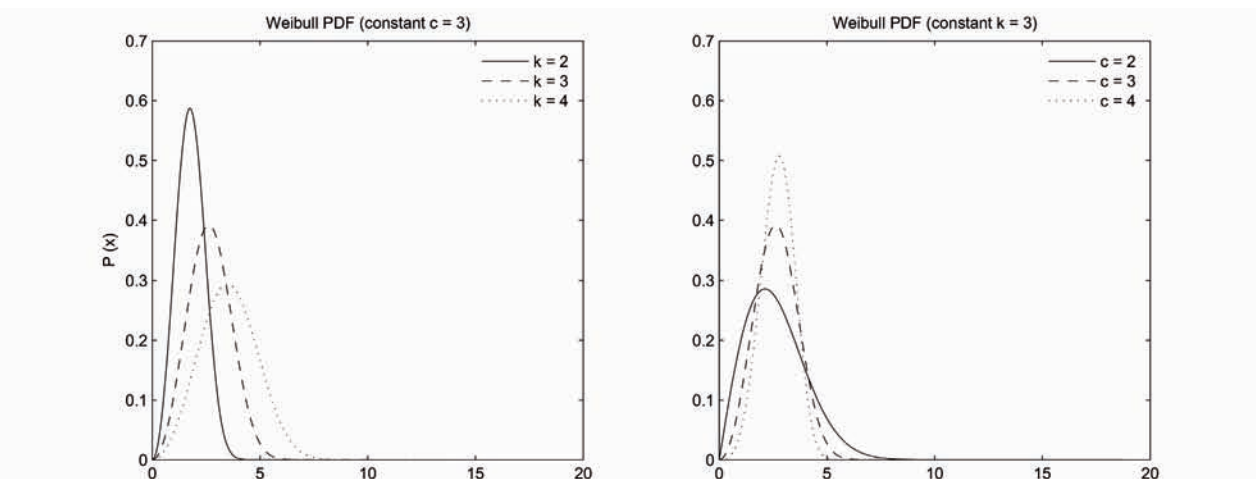 Weibull PDF (constant c = 3)
0.7
0.6
0.5
0.4
0.3
0.2
0.1
0
P (x)
k = 2
k = 3
k = 4
0 5 10 15 20
Weibull PDF (constant k = 3)
0.7
0.6
0.5
0.4
0.3
0.2
0.1
0
c = 2
c = 3
c = 4
0 5 10 15 20